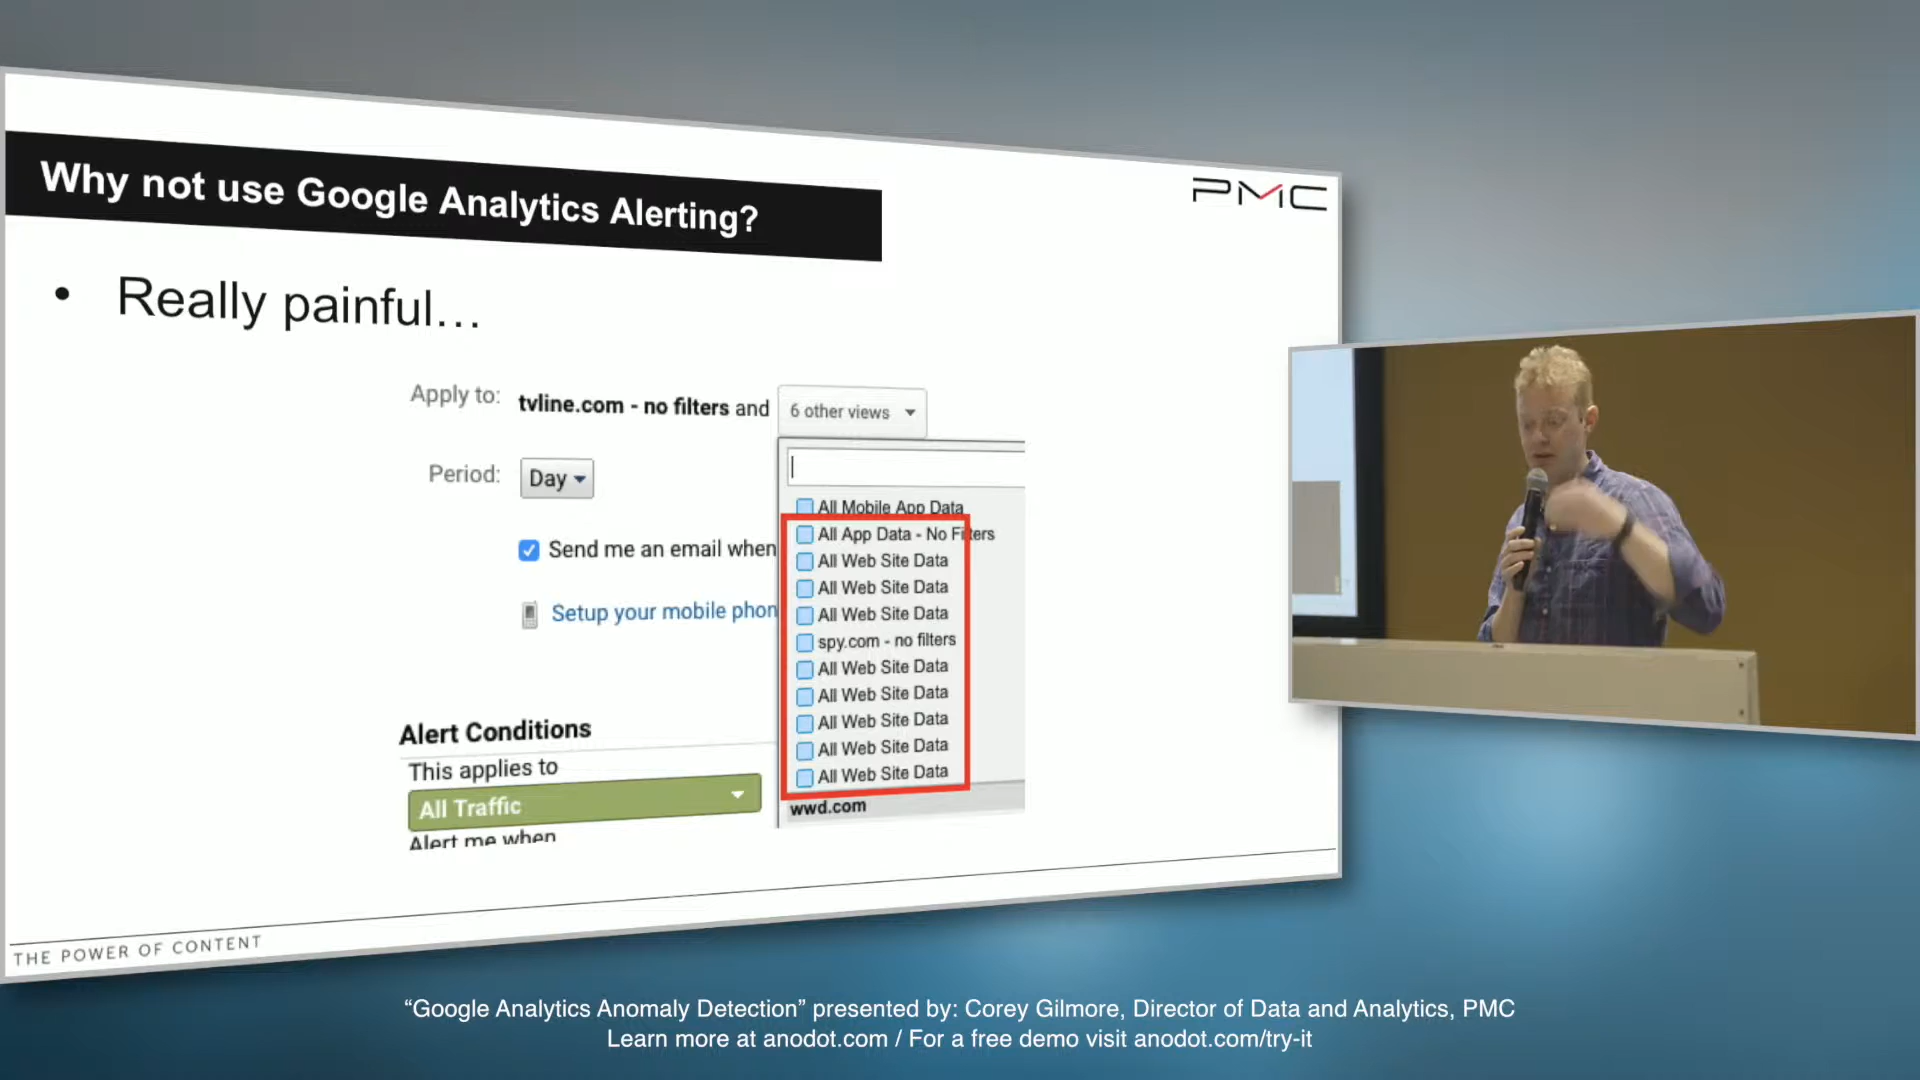 Why not use Google Analytics Alerting?
PMC
• Really painful…
Apply to: tvline.com - no filters and 6 other views
Period: Day
Send me an email when
Setup your mobile phon
All Mobile App Data
All App Data - No Filters
All Web Site Data
All Web Site Data
All Web Site Data
spy.com - no filters
All Web Site Data
All Web Site Data
All Web Site Data
All Web Site Data
All Web Site Data
wwd.com
Alert Conditions
This applies to
All Traffic
Alert me when
THE POWER OF CONTENT
“Google Analytics Anomaly Detection” presented by: Corey Gilmore, Director of Data and Analytics, PMC
Learn more at anodot.com / For a free demo visit anodot.com/try-it